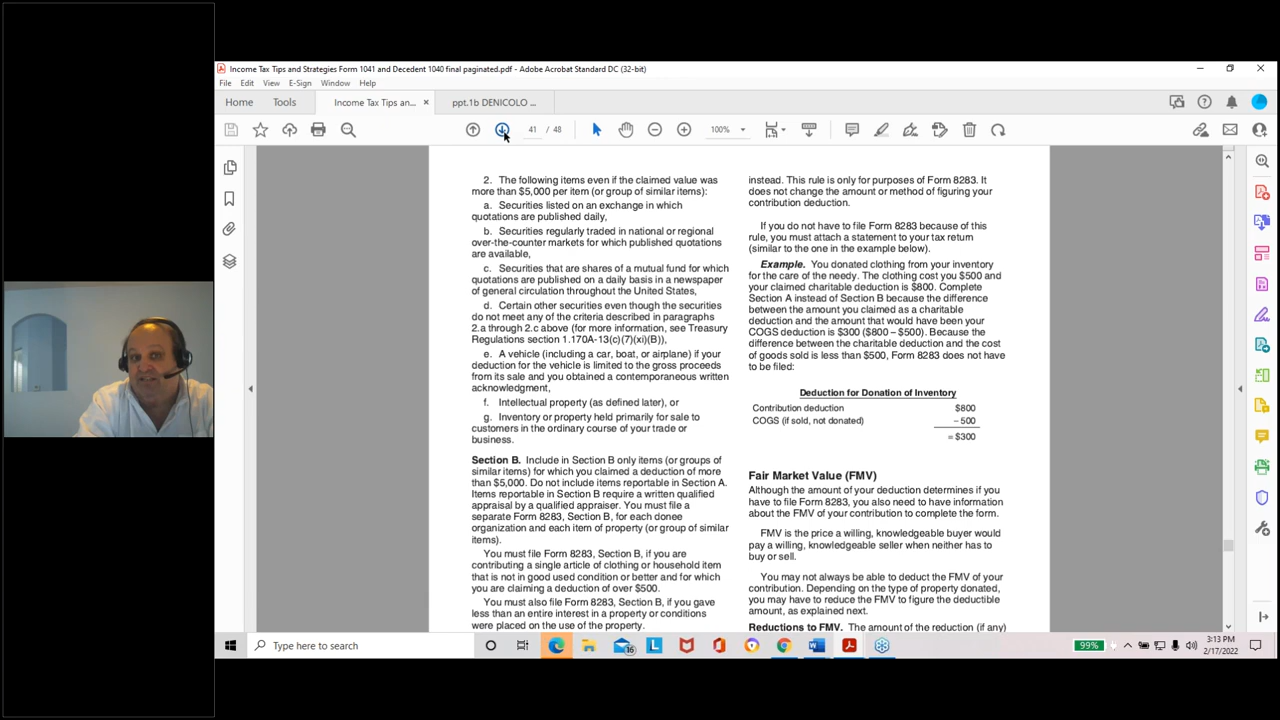 Income Tax Tips and Strategies Form 1041 and Decedent 1040 final paginated.pdf - Adobe Acrobat Standard DC (32-bit)
File Edit View E-Sign Window Help
Home Tools Income Tax Tips an... × ppt.1b DENICOLO ...
41 / 48 100%
2. The following items even if the claimed value was
more than $5,000 per item (or group of similar items):
a. Securities listed on an exchange in which
quotations are published daily,
b. Securities regularly traded in national or regional
over-the-counter markets for which published quotations
are available,
c. Securities that are shares of a mutual fund for which
quotations are published on a daily basis in a newspaper
of general circulation throughout the United States,
d. Certain other securities even though the securities
do not meet any of the criteria described in paragraphs
2.a through 2.c above (for more information, see Treasury
Regulations section 1.170A-13(c)(7)(xi)(B)),
e. A vehicle (including a car, boat, or airplane) if your
deduction for the vehicle is limited to the gross proceeds
from its sale and you obtained a contemporaneous written
acknowledgment,
f. Intellectual property (as defined later), or
g. Inventory or property held primarily for sale to
customers in the ordinary course of your trade or
business.
Section B. Include in Section B only items (or groups of
similar items) for which you claimed a deduction of more
than $5,000. Do not include items reportable in Section A.
Items reportable in Section B require a written qualified
appraisal by a qualified appraiser. You must file a
separate Form 8283, Section B, for each donee
organization and each item of property (or group of similar
items).
You must file Form 8283, Section B, if you are
contributing a single article of clothing or household item
that is not in good used condition or better and for which
you are claiming a deduction of over $500.
You must also file Form 8283, Section B, if you gave
less than an entire interest in a property or conditions
were placed on the use of the property.
instead. This rule is only for purposes of Form 8283. It
does not change the amount or method of figuring your
contribution deduction.
If you do not have to file Form 8283 because of this
rule, you must attach a statement to your tax return
(similar to the one in the example below).
Example. You donated clothing from your inventory
for the care of the needy. The clothing cost you $500 and
your claimed charitable deduction is $800. Complete
Section A instead of Section B because the difference
between the amount you claimed as a charitable
deduction and the amount that would have been your
COGS deduction is $300 ($800 – $500). Because the
difference between the charitable deduction and the cost
of goods sold is less than $500, Form 8283 does not have
to be filed:
Deduction for Donation of Inventory
Contribution deduction $800
COGS (if sold, not donated) – 500
= $300
Fair Market Value (FMV)
Although the amount of your deduction determines if you
have to file Form 8283, you also need to have information
about the FMV of your contribution to complete the form.
FMV is the price a willing, knowledgeable buyer would
pay a willing, knowledgeable seller when neither has to
buy or sell.
You may not always be able to deduct the FMV of your
contribution. Depending on the type of property donated,
you may have to reduce the FMV to figure the deductible
amount, as explained next.
Reductions to FMV. The amount of the reduction (if any)
Type here to search
16
L
99%
3:13 PM
2/17/2022